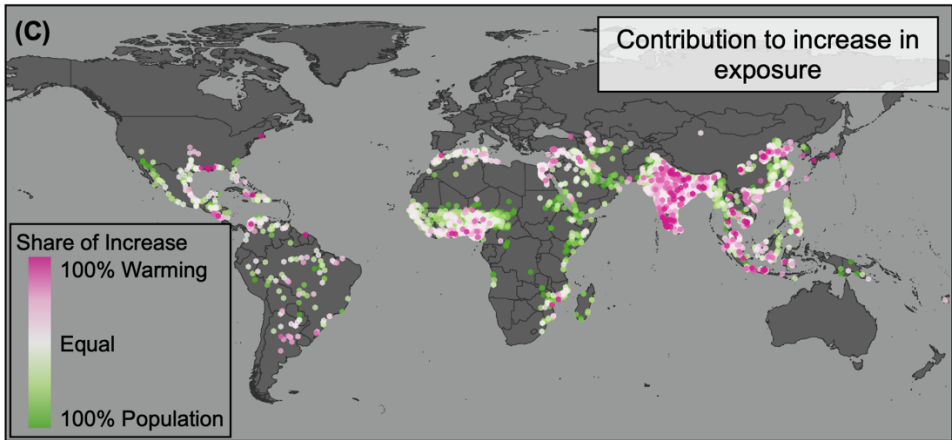 (C)
Contribution to increase in
exposure
Share of Increase
100% Warming
Equal
100% Population